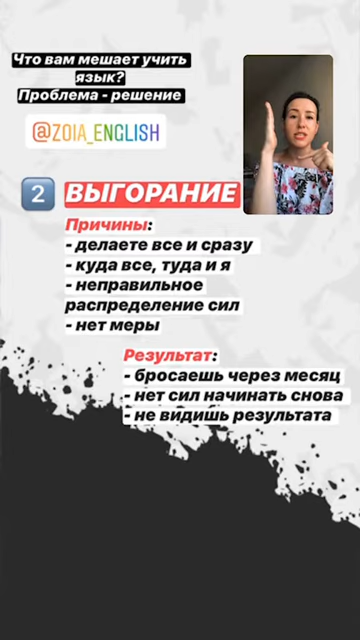 Что вам мешает учить
язык?
Проблема - решение
@ZOIA_ENGLISH
2 ВЫГОРАНИЕ
Причины:
- делаете все и сразу
- куда все, туда и я
- неправильное
распределение сил
- нет меры
Результат:
- бросаешь через месяц
- нет сил начинать снова
- не видишь результата